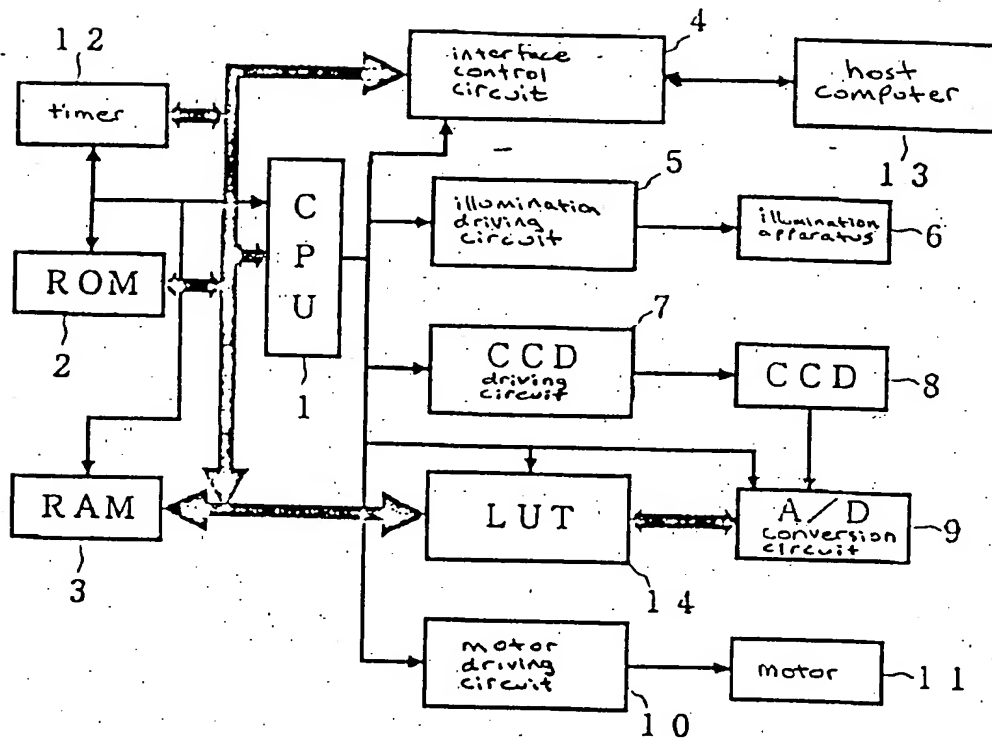 12
timer
ROM
2
RAM
3
C
P
U
1
interface
control
circuit
4
host
computer
13
illumination
driving
circuit
5
illumination
apparatus
6
CCD
driving
circuit
7
CCD
8
LUT
14
A/D
conversion
circuit
9
motor
driving
circuit
10
motor
11